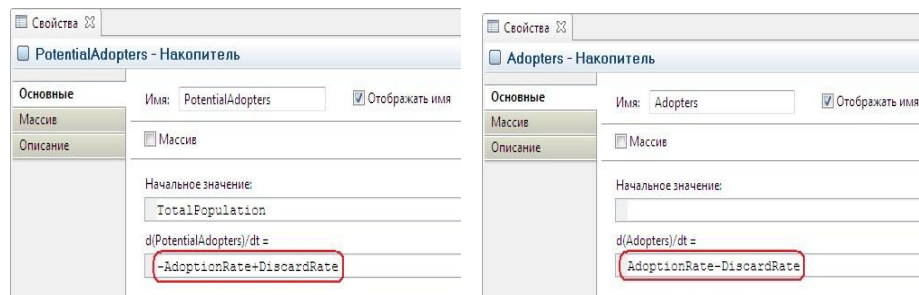 Свойства
PotentialAdopters - Накопитель
Основные
Массив
Описание
Имя: PotentialAdopters
Отображать имя
Массив
Начальное значение:
TotalPopulation
d(PotentialAdopters)/dt =
-AdoptionRate+DiscardRate
Свойства
Adopters - Накопитель
Основные
Массив
Описание
Имя: Adopters
Отображать имя
Массив
Начальное значение:
d(Adopters)/dt =
AdoptionRate-DiscardRate